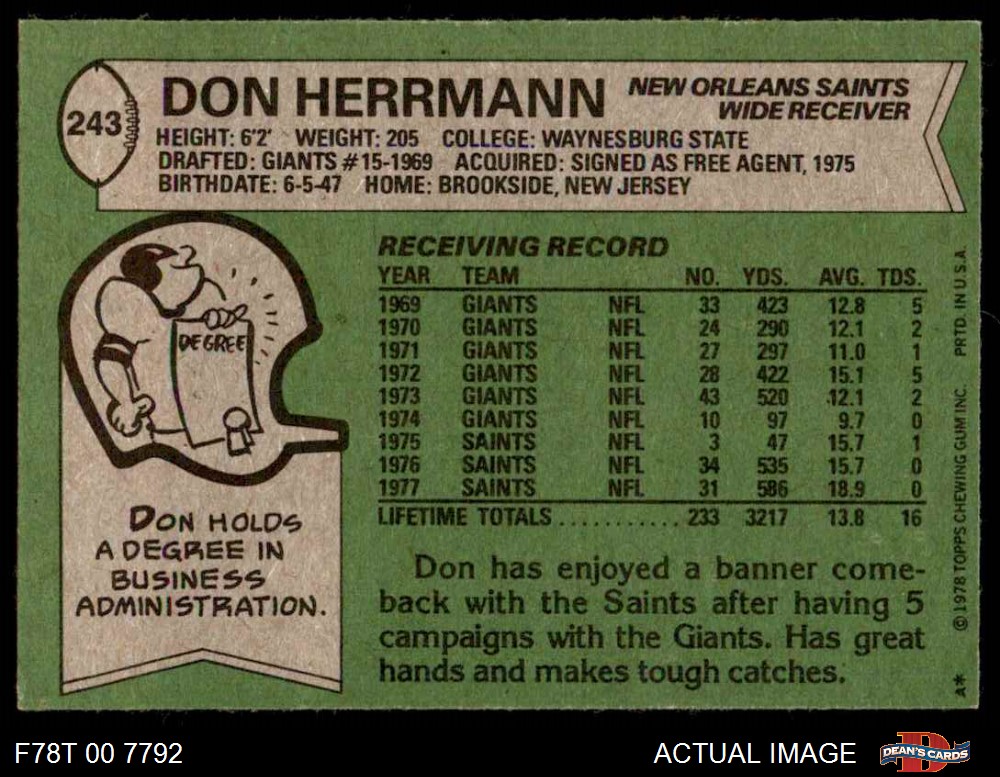 243
DON HERRMANN
NEW ORLEANS SAINTS
WIDE RECEIVER
HEIGHT: 6'2' WEIGHT: 205 COLLEGE: WAYNESBURG STATE
DRAFTED: GIANTS #15-1969 ACQUIRED: SIGNED AS FREE AGENT, 1975
BIRTHDATE: 6-5-47 HOME: BROOKSIDE, NEW JERSEY
DEGREE
DON HOLDS
A DEGREE IN
BUSINESS
ADMINISTRATION.
RECEIVING RECORD
YEAR TEAM NO. YDS. AVG. TDS.
1969 GIANTS NFL 33 423 12.8 5
1970 GIANTS NFL 24 290 12.1 2
1971 GIANTS NFL 27 297 11.0 1
1972 GIANTS NFL 28 422 15.1 5
1973 GIANTS NFL 43 520 12.1 2
1974 GIANTS NFL 10 97 9.7 0
1975 SAINTS NFL 3 47 15.7 1
1976 SAINTS NFL 34 535 15.7 0
1977 SAINTS NFL 31 586 18.9 0
LIFETIME TOTALS........... 233 3217 13.8 16
Don has enjoyed a banner come-
back with the Saints after having 5
campaigns with the Giants. Has great
hands and makes tough catches.
A* © 1978 TOPPS CHEWING GUM INC. PRTD. IN U.S.A.
F78T 00 7792
ACTUAL IMAGE
DEAN'S CARDS